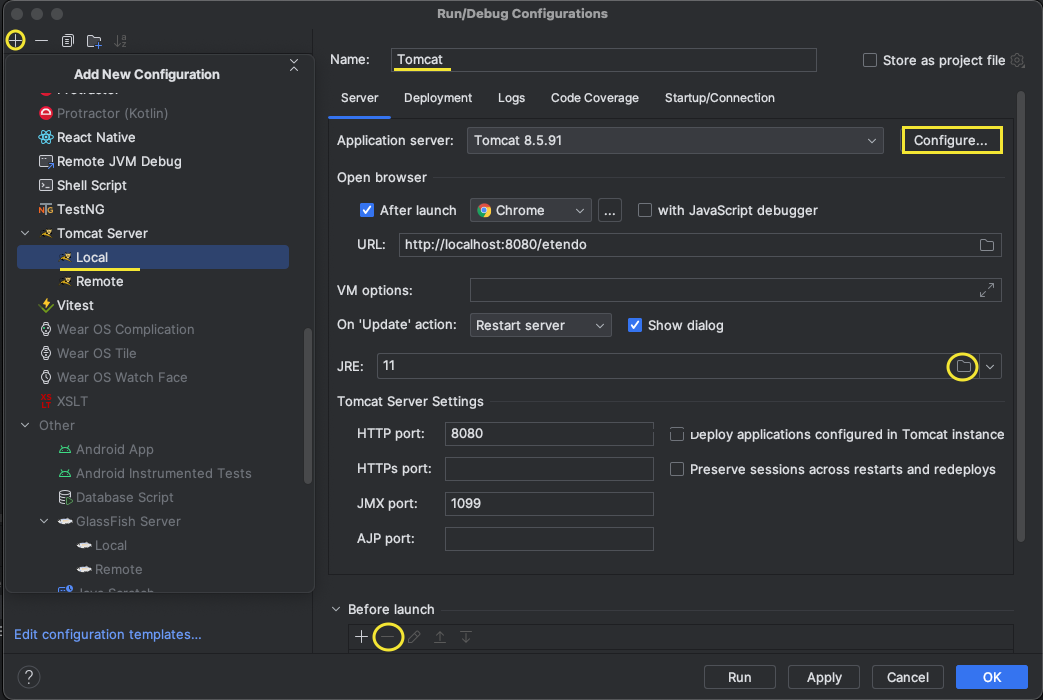 Run/Debug Configurations
Add New Configuration
Protractor
Protractor (Kotlin)
React Native
Remote JVM Debug
Shell Script
TestNG
Tomcat Server
Local
Remote
Vitest
Wear OS Complication
Wear OS Tile
Wear OS Watch Face
XSLT
Other
Android App
Android Instrumented Tests
Database Script
GlassFish Server
Local
Remote
Java Scratch
Edit configuration templates...
?
Name: Tomcat
Store as project file
Server Deployment Logs Code Coverage Startup/Connection
Application server: Tomcat 8.5.91 Configure...
Open browser
After launch Chrome ... with JavaScript debugger
URL: http://localhost:8080/etendo
VM options:
On 'Update' action: Restart server Show dialog
JRE: 11
Tomcat Server Settings
HTTP port: 8080 Deploy applications configured in Tomcat instance
HTTPs port: Preserve sessions across restarts and redeploys
JMX port: 1099
AJP port:
Before launch
Run Apply Cancel OK